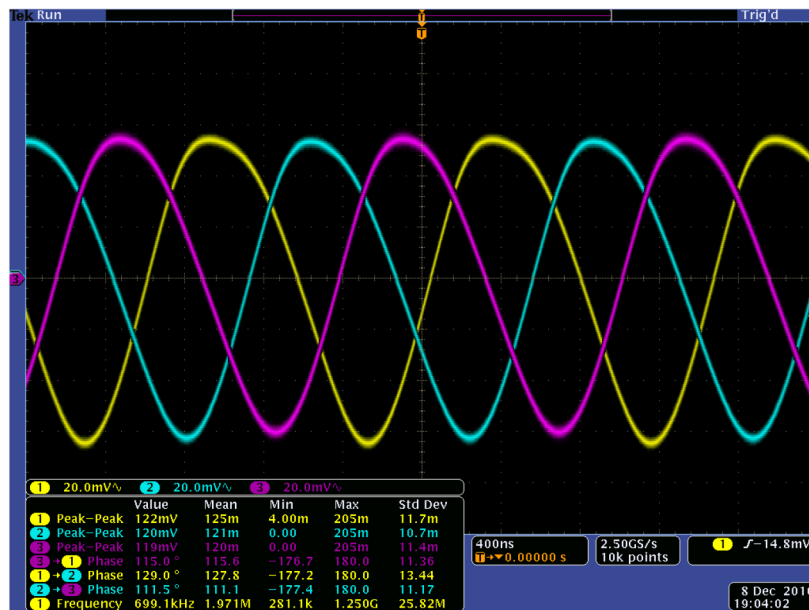 Tek Run Trig'd
T
T
3
1 20.0mV∿ 2 20.0mV∿ 3 20.0mV∿
Value Mean Min Max Std Dev
1 Peak-Peak 122mV 125m 4.00m 205m 11.7m
2 Peak-Peak 120mV 121m 0.00 205m 10.7m
3 Peak-Peak 119mV 120m 0.00 205m 11.4m
3 → 1 Phase 115.0 ° 115.6 -176.7 180.0 11.36
1 → 2 Phase 129.0 ° 127.8 -177.2 180.0 13.44
2 → 3 Phase 111.5 ° 111.1 -177.4 180.0 11.17
1 Frequency 699.1kHz 1.971M 281.1k 1.250G 25.82M
400ns
T→▼0.00000 s
2.50GS/s
10k points
1 ∫ -14.8mV
8 Dec
19:04:02